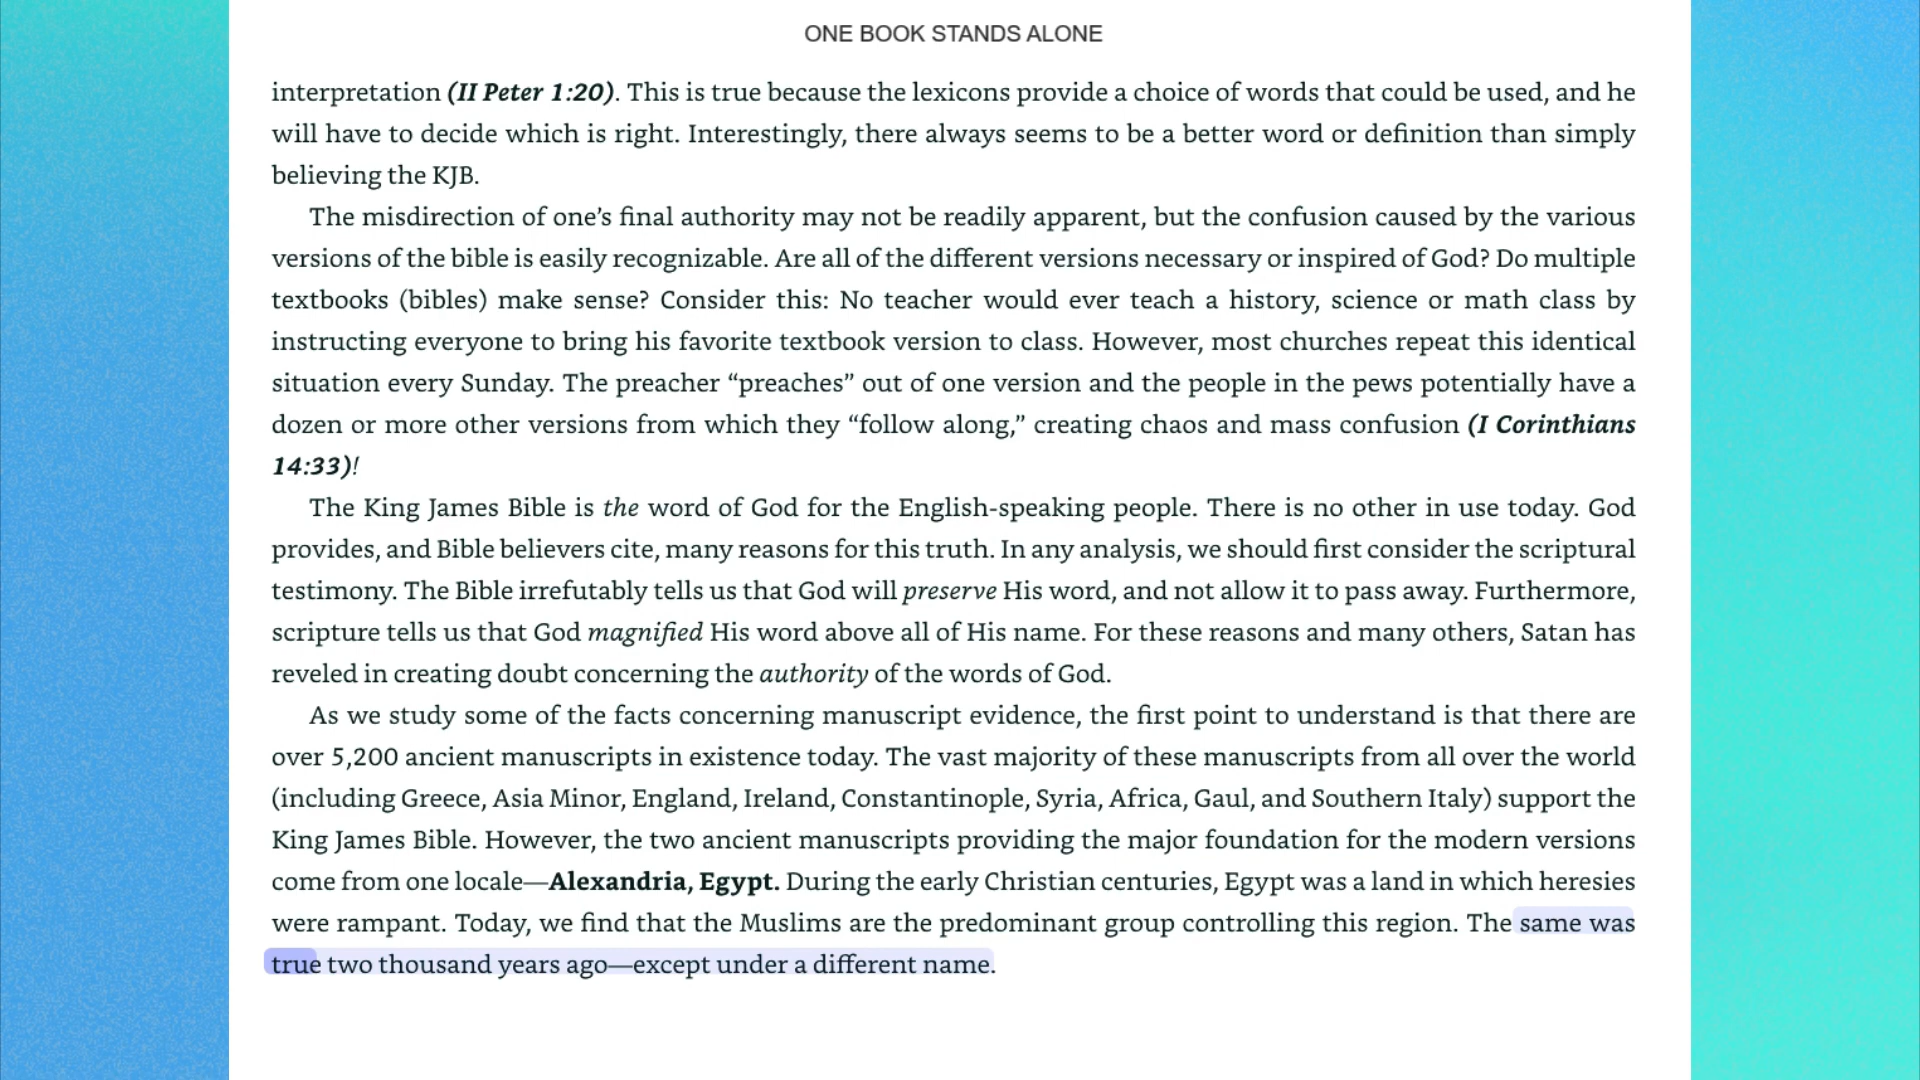 ONE BOOK STANDS ALONE
interpretation (II Peter 1:20). This is true because the lexicons provide a choice of words that could be used, and he
will have to decide which is right. Interestingly, there always seems to be a better word or definition than simply
believing the KJB.
The misdirection of one’s final authority may not be readily apparent, but the confusion caused by the various
versions of the bible is easily recognizable. Are all of the different versions necessary or inspired of God? Do multiple
textbooks (bibles) make sense? Consider this: No teacher would ever teach a history, science or math class by
instructing everyone to bring his favorite textbook version to class. However, most churches repeat this identical
situation every Sunday. The preacher “preaches” out of one version and the people in the pews potentially have a
dozen or more other versions from which they “follow along,” creating chaos and mass confusion (I Corinthians
14:33)!
The King James Bible is the word of God for the English-speaking people. There is no other in use today. God
provides, and Bible believers cite, many reasons for this truth. In any analysis, we should first consider the scriptural
testimony. The Bible irrefutably tells us that God will preserve His word, and not allow it to pass away. Furthermore,
scripture tells us that God magnified His word above all of His name. For these reasons and many others, Satan has
reveled in creating doubt concerning the authority of the words of God.
As we study some of the facts concerning manuscript evidence, the first point to understand is that there are
over 5,200 ancient manuscripts in existence today. The vast majority of these manuscripts from all over the world
(including Greece, Asia Minor, England, Ireland, Constantinople, Syria, Africa, Gaul, and Southern Italy) support the
King James Bible. However, the two ancient manuscripts providing the major foundation for the modern versions
come from one locale—Alexandria, Egypt. During the early Christian centuries, Egypt was a land in which heresies
were rampant. Today, we find that the Muslims are the predominant group controlling this region. The same was
true two thousand years ago—except under a different name.